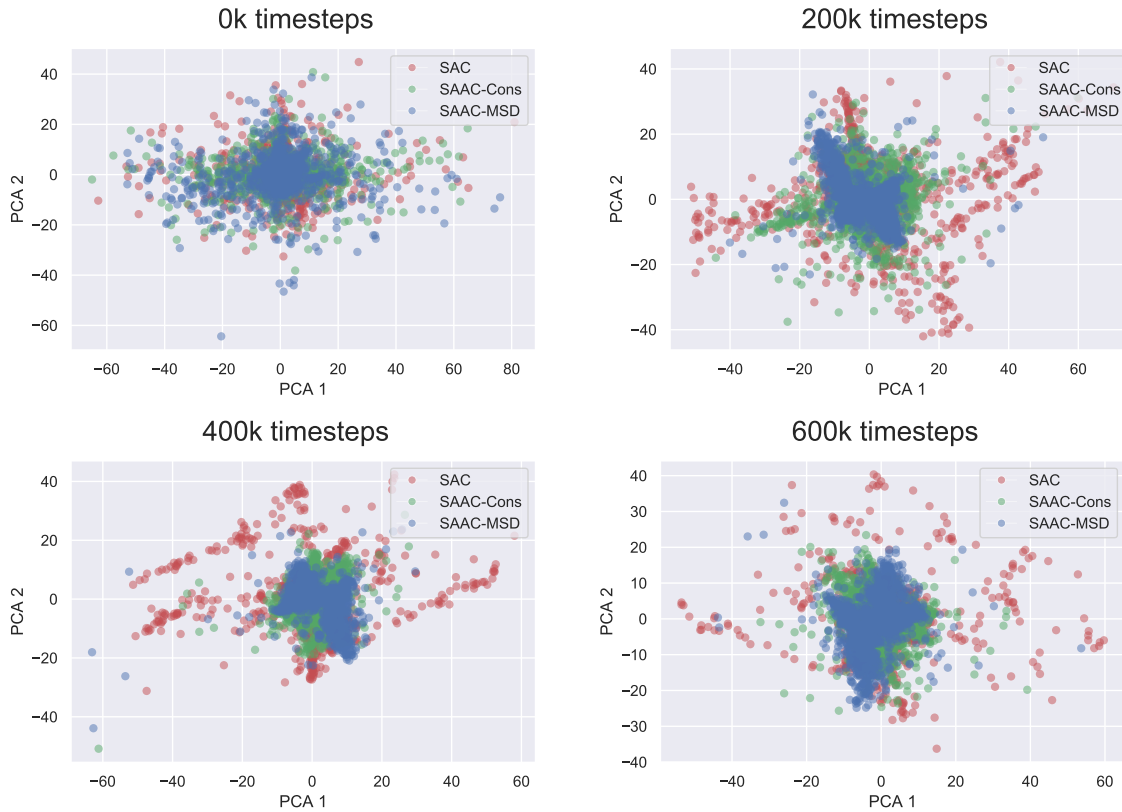 0k timesteps
SAC
SAAC-Cons
SAAC-MSD
40
20
0
−20
−40
−60
PCA 2
−60 −40 −20 0 20 40 60 80
PCA 1
200k timesteps
SAC
SAAC-Cons
SAAC-MSD
40
20
0
−20
−40
PCA 2
−40 −20 0 20 40 60
PCA 1
400k timesteps
SAC
SAAC-Cons
SAAC-MSD
40
20
0
−20
−40
PCA 2
−60 −40 −20 0 20 40 60
PCA 1
600k timesteps
SAC
SAAC-Cons
SAAC-MSD
40
30
20
10
0
−10
−20
−30
−40
PCA 2
−40 −20 0 20 40 60
PCA 1